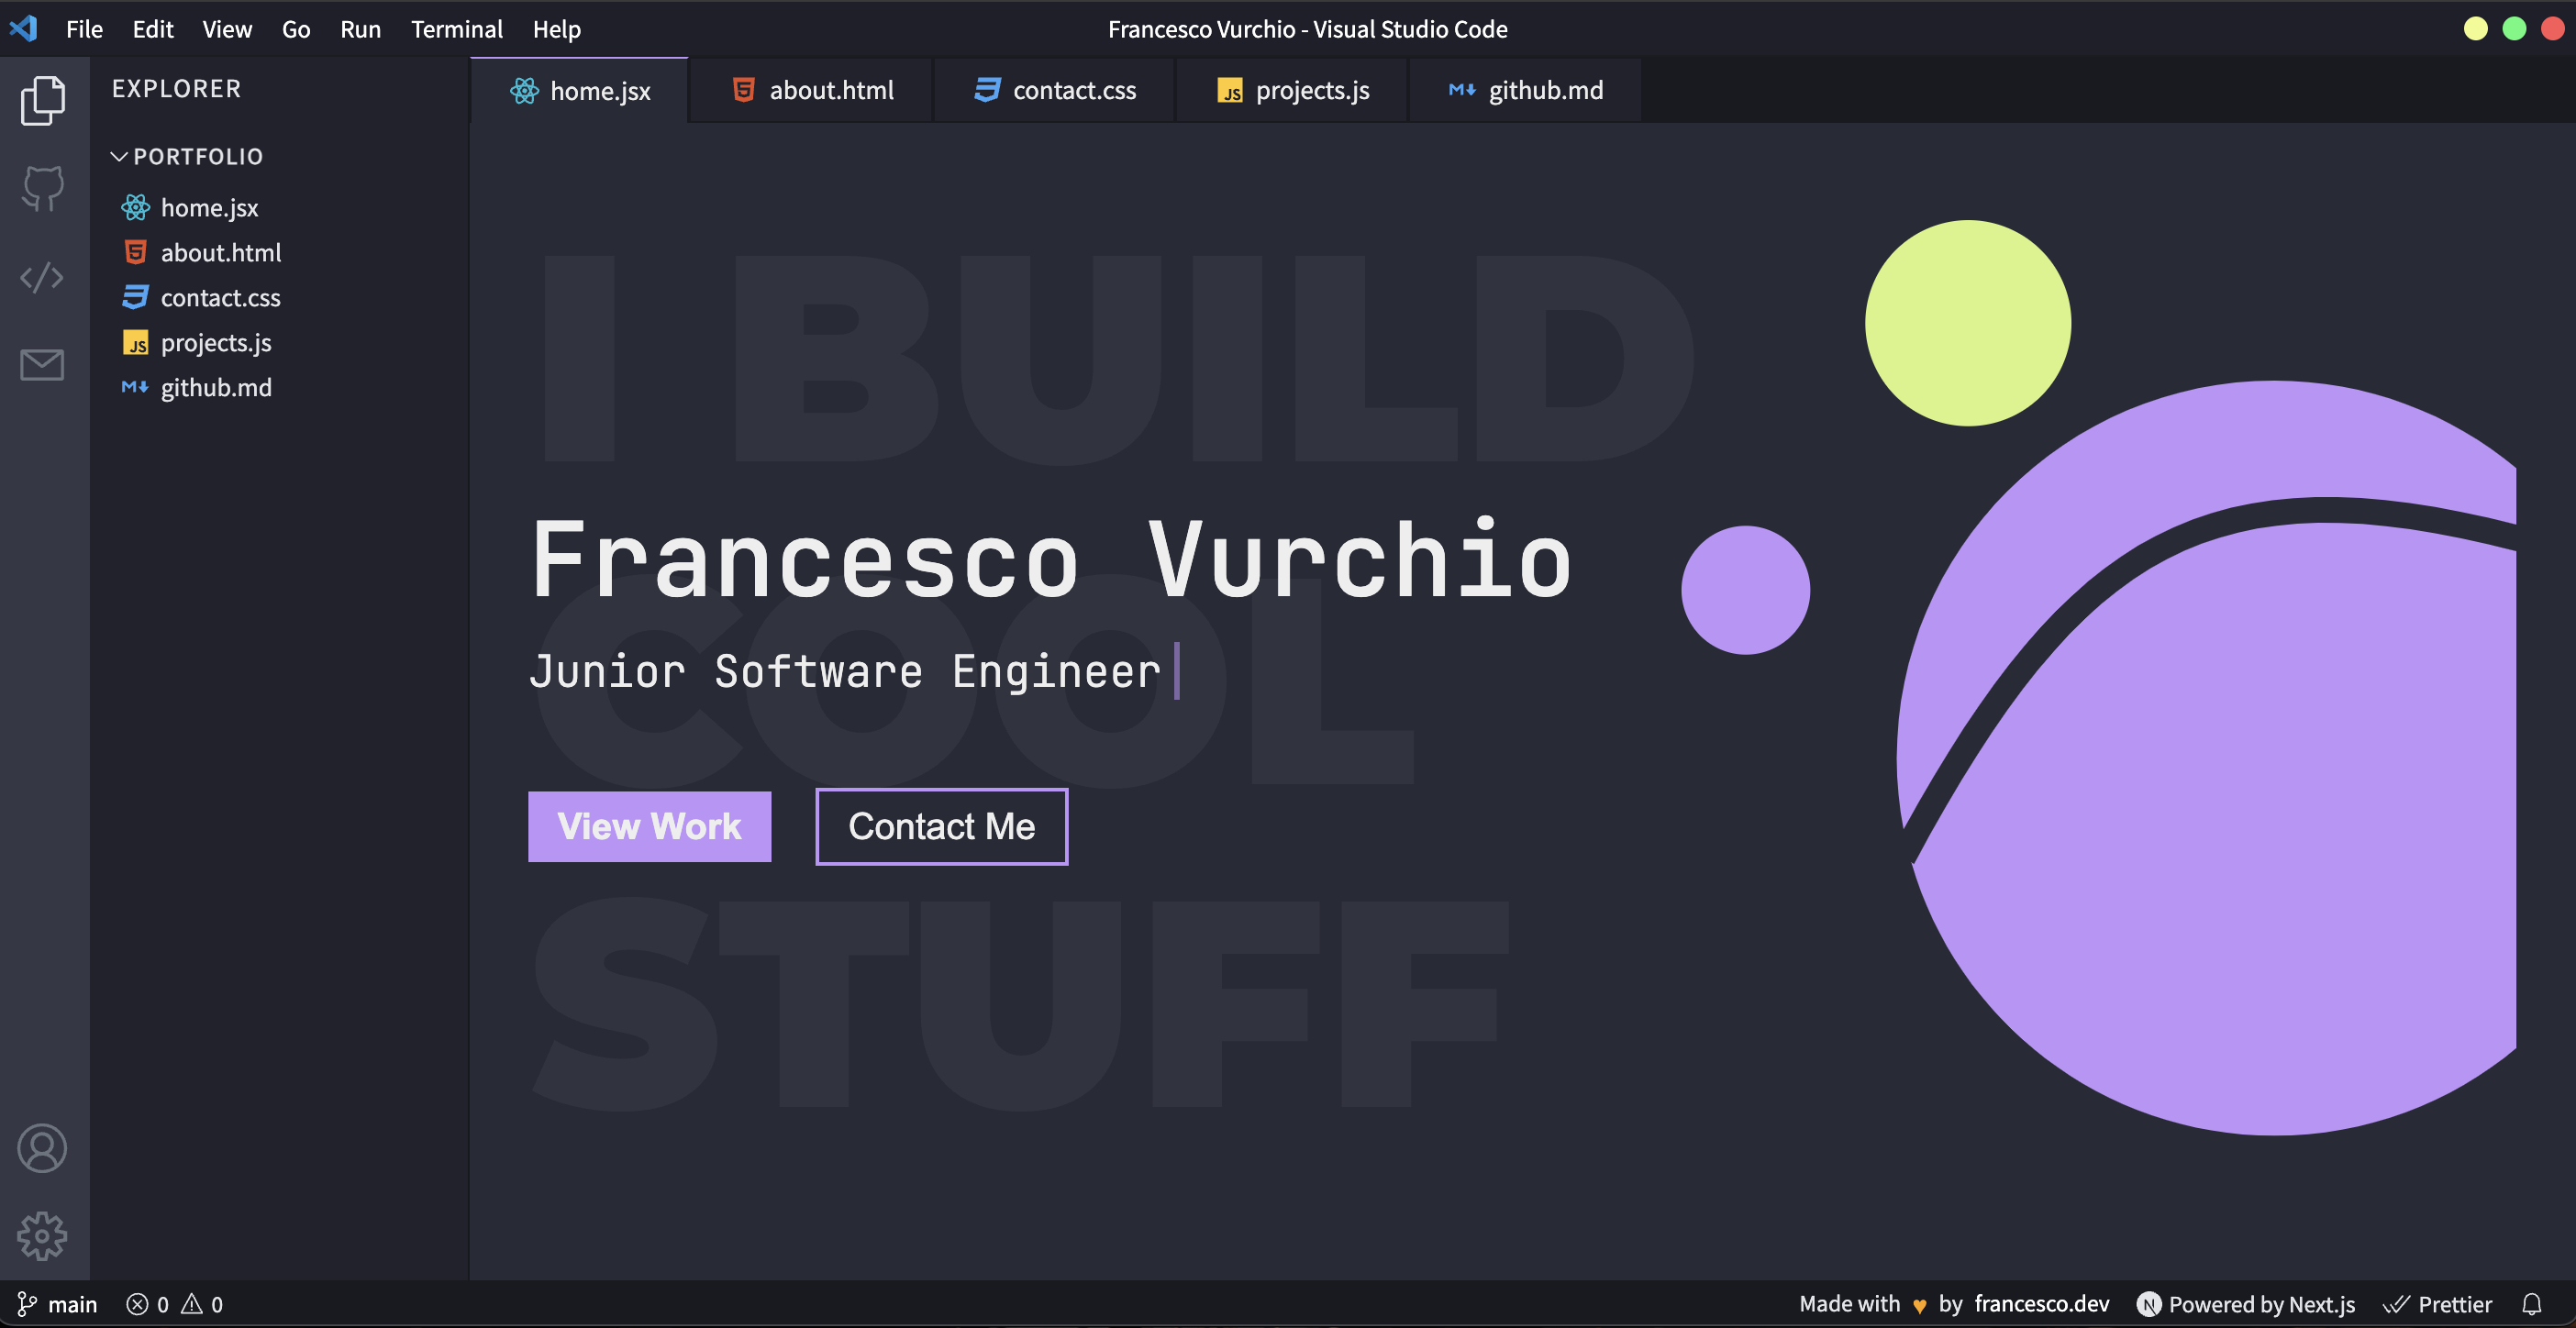 File Edit View Go Run Terminal Help
Francesco Vurchio - Visual Studio Code
EXPLORER
PORTFOLIO
home.jsx
about.html
contact.css
JS projects.js
M github.md
home.jsx
about.html
contact.css
JS projects.js
M github.md
I BUILD
COOL
STUFF
Francesco Vurchio
Junior Software Engineer
View Work
Contact Me
main 0 0
Made with by francesco.dev
N Powered by Next.js
Prettier